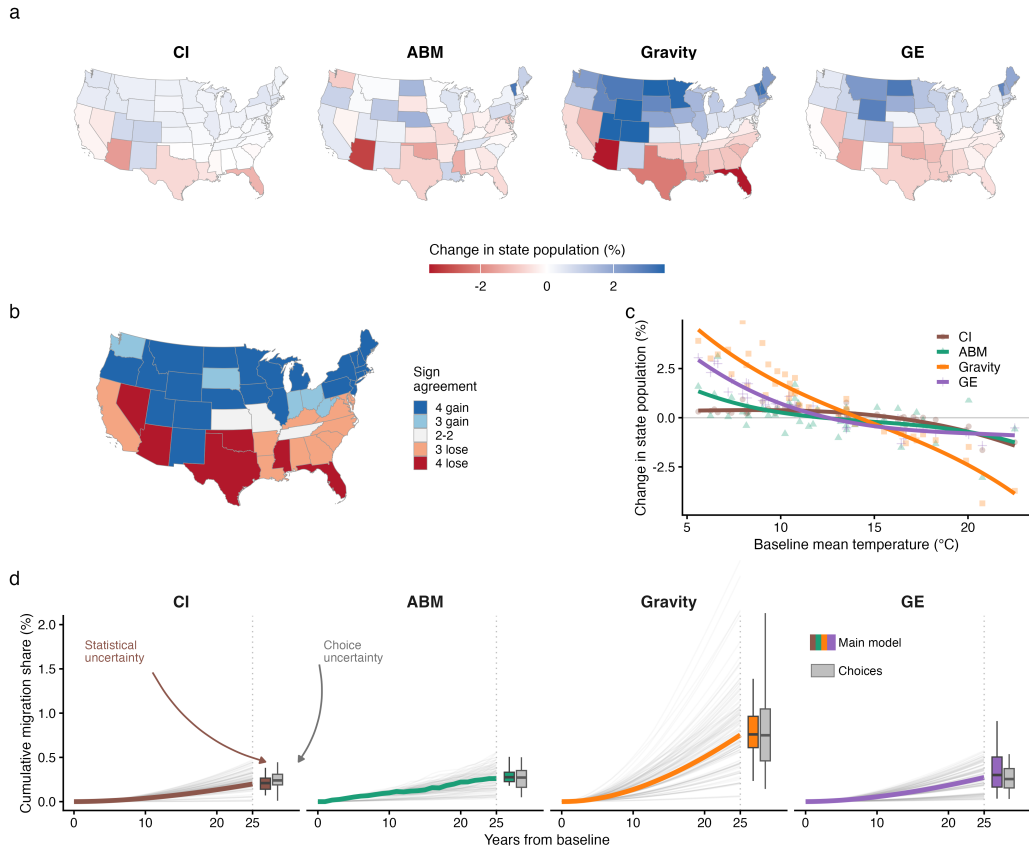 a
CI
ABM
Gravity
GE
Change in state population (%)
-2
0
2
b
Sign
agreement
4 gain
3 gain
2-2
3 lose
4 lose
c
Change in state population (%)
2.5
0.0
-2.5
5
10
15
20
Baseline mean temperature (°C)
CI
ABM
Gravity
GE
d
CI
ABM
Gravity
GE
Cumulative migration share (%)
2.0
1.5
1.0
0.5
0.0
Statistical
uncertainty
Choice
uncertainty
Main model
Choices
0
10
25
0
10
25
0
10
25
0
10
25
Years from baseline